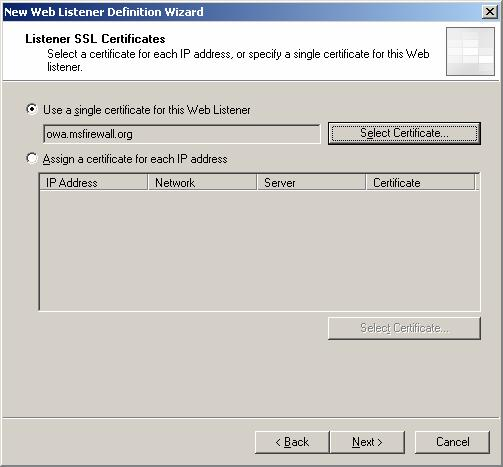 New Web Listener Definition Wizard
Listener SSL Certificates
Select a certificate for each IP address, or specify a single certificate for this Web
listener.
Use a single certificate for this Web Listener
owa.msfirewall.org
Select Certificate...
Assign a certificate for each IP address
IP Address Network Server Certificate
Select Certificate...
< Back Next > Cancel